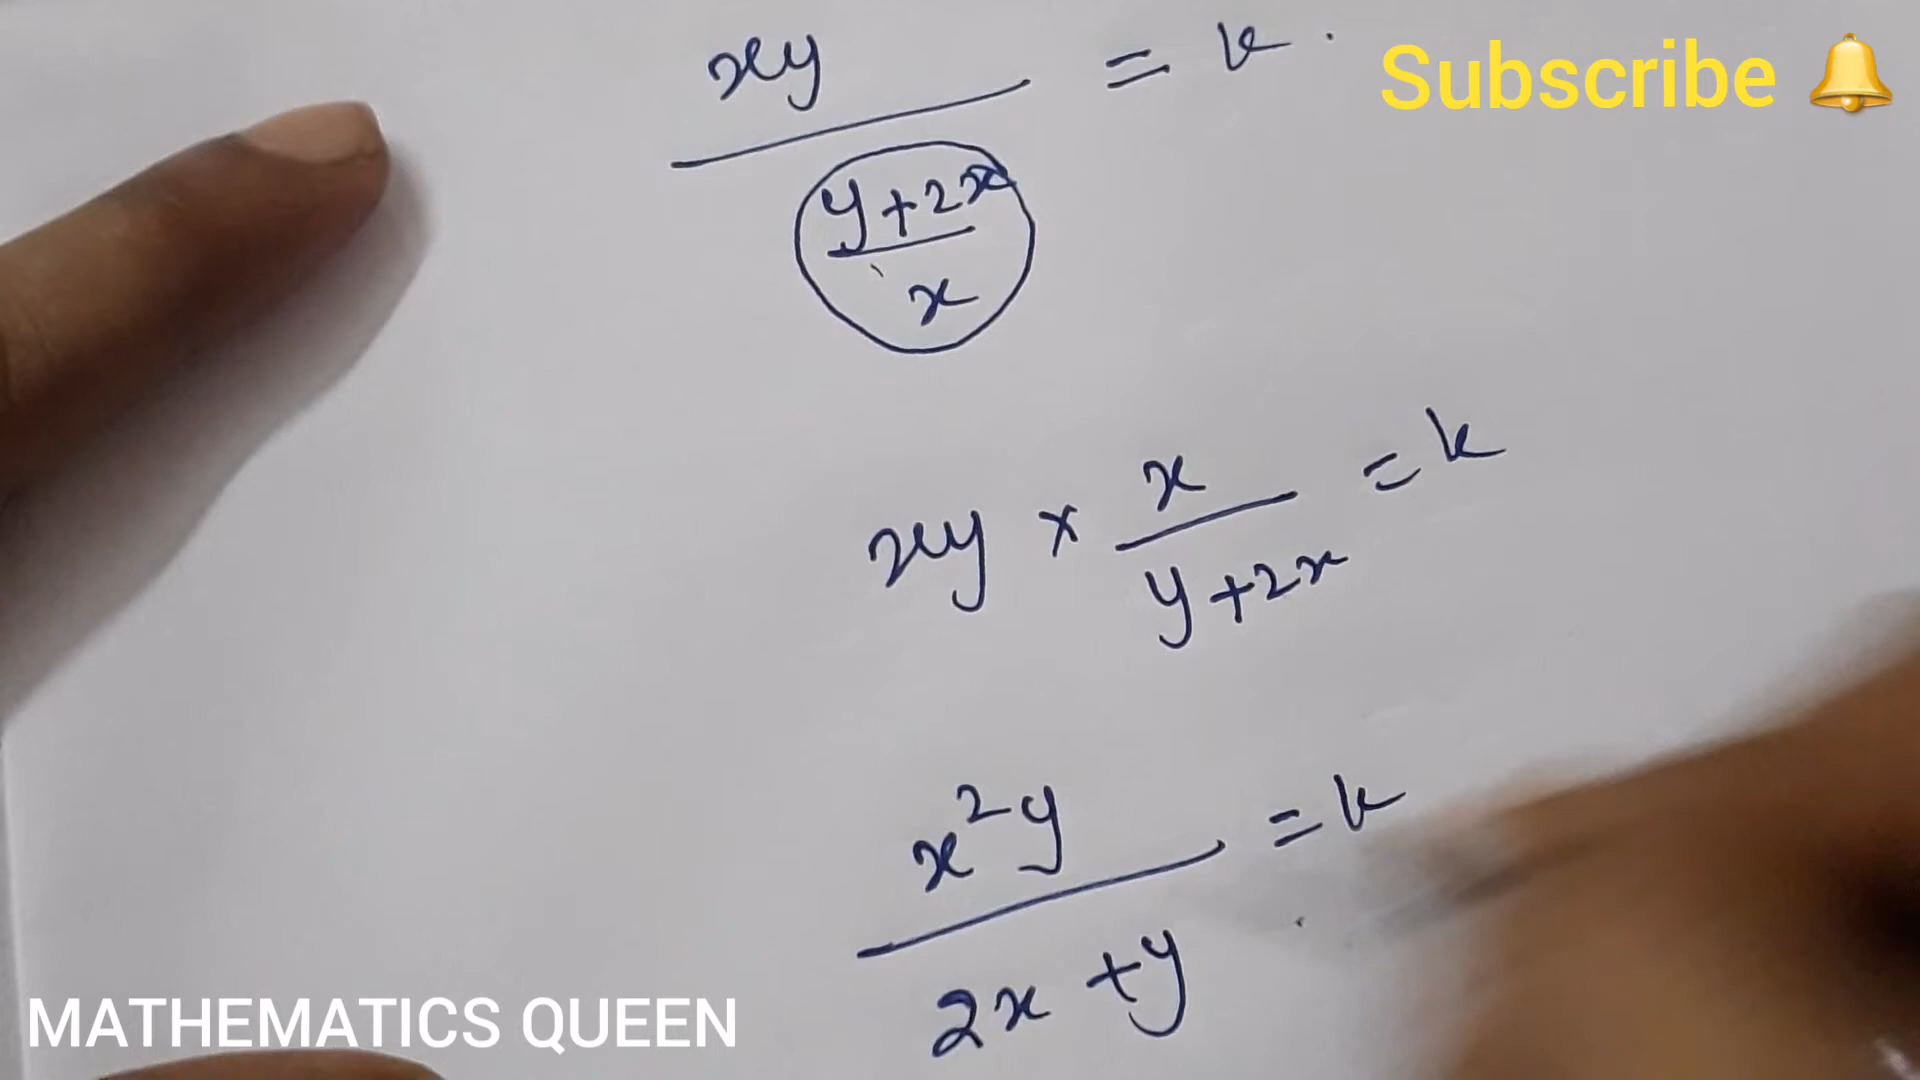 xy
—— = k.
y+2x
——
x
Subscribe 🔔
xy × x/(y+2x) = k
x²y/(2x+y) = k
MATHEMATICS QUEEN